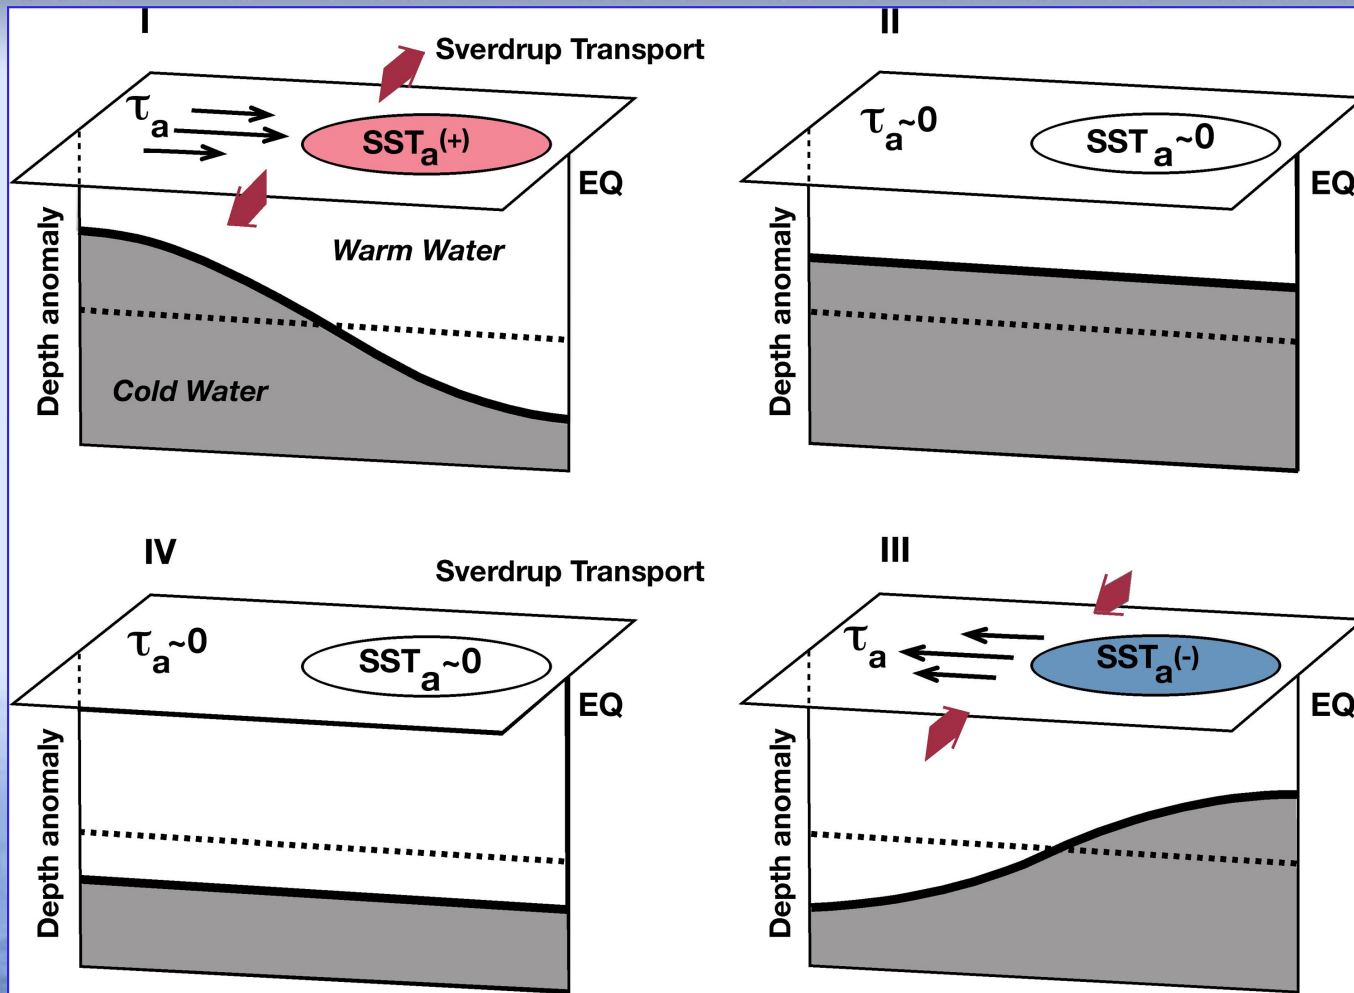 I
Sverdrup Transport
τa
SSTa(+)
EQ
Depth anomaly
Warm Water
Cold Water
II
τa~0
SSTa~0
EQ
Depth anomaly
IV
Sverdrup Transport
τa~0
SSTa~0
EQ
Depth anomaly
III
τa
SSTa(-)
EQ
Depth anomaly